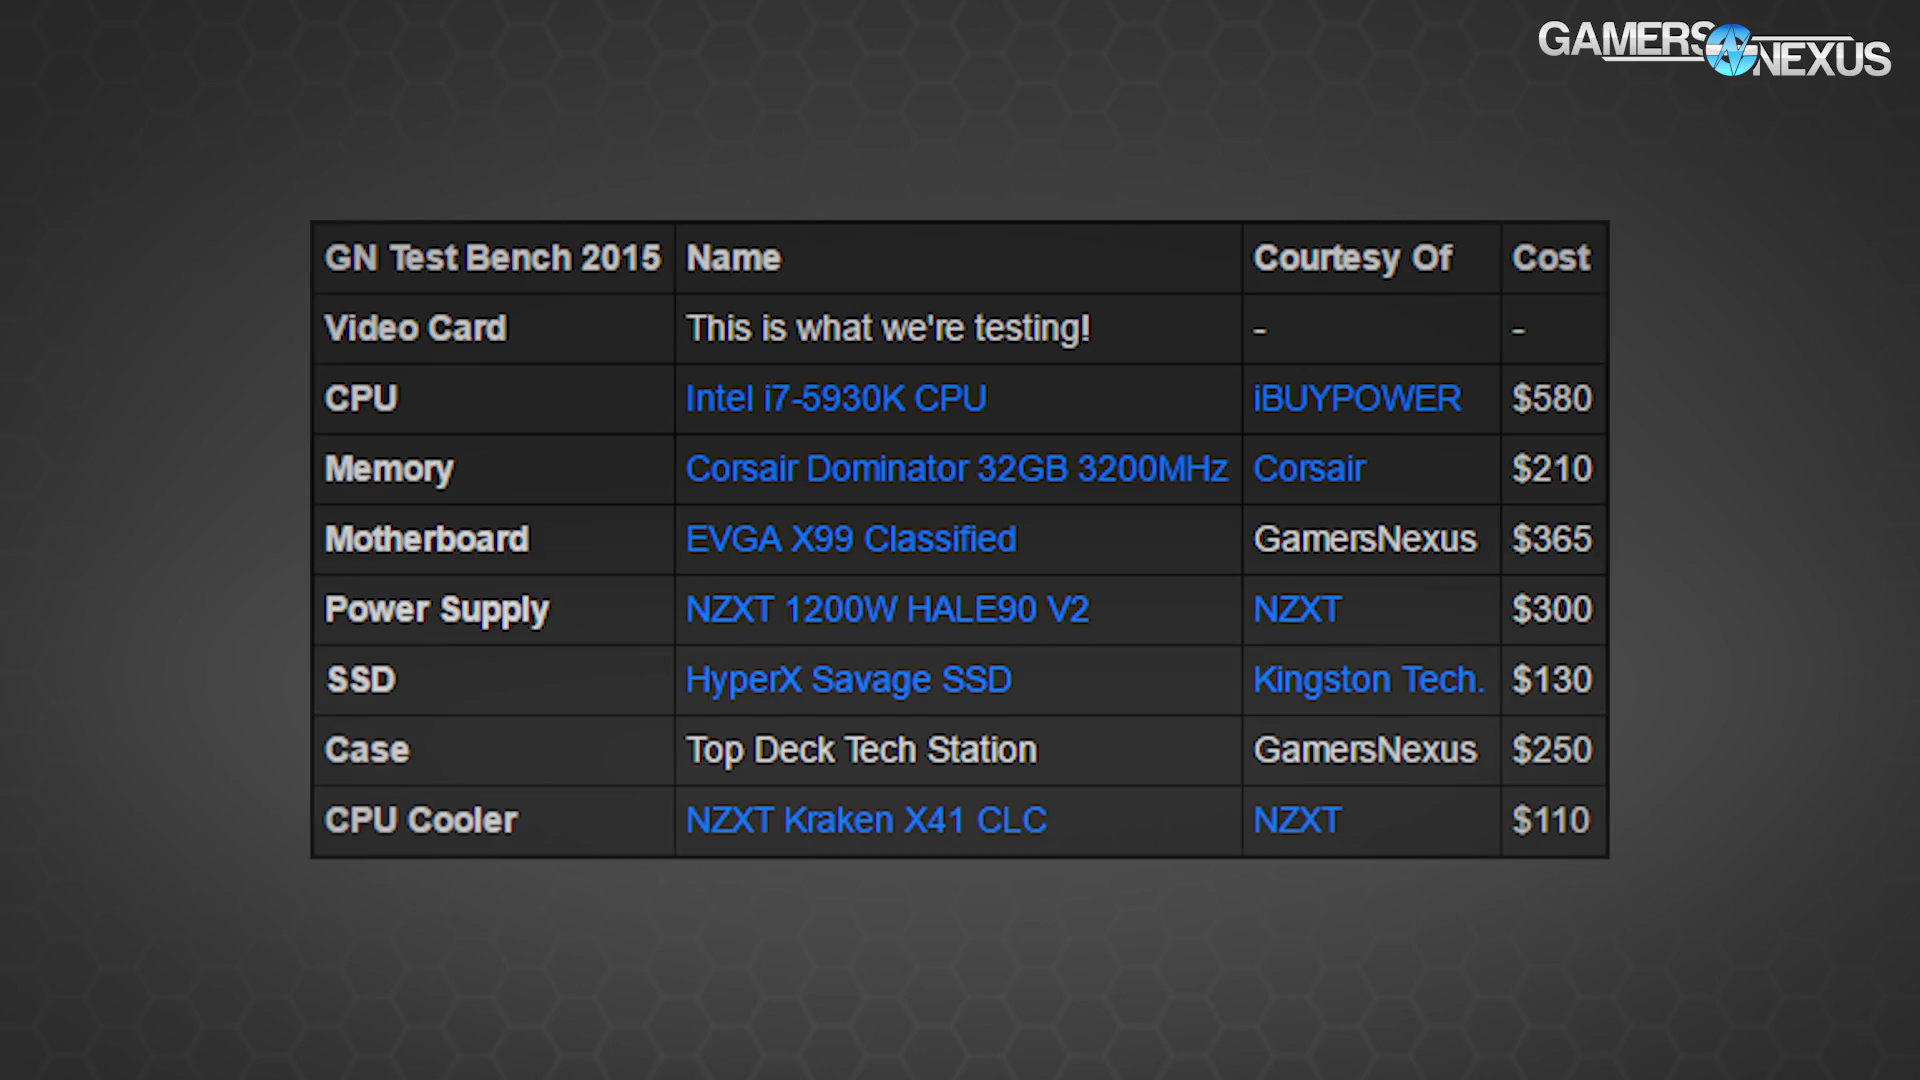 GAMERS NEXUS
GN Test Bench 2015 Name Courtesy Of Cost
Video Card This is what we're testing! - -
CPU Intel i7-5930K CPU iBUYPOWER $580
Memory Corsair Dominator 32GB 3200MHz Corsair $210
Motherboard EVGA X99 Classified GamersNexus $365
Power Supply NZXT 1200W HALE90 V2 NZXT $300
SSD HyperX Savage SSD Kingston Tech. $130
Case Top Deck Tech Station GamersNexus $250
CPU Cooler NZXT Kraken X41 CLC NZXT $110